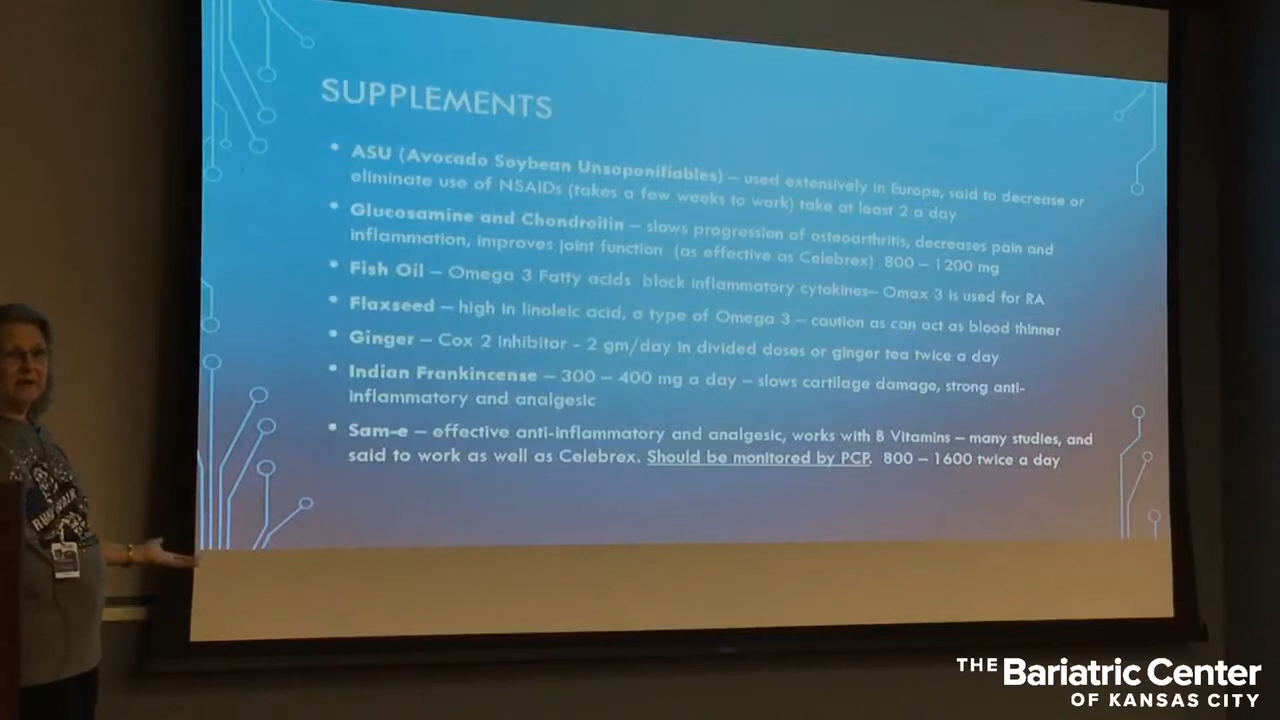 SUPPLEMENTS
• ASU (Avocado Soybean Unsaponifiables) – used extensively in Europe, said to decrease or
eliminate use of NSAIDs (takes a few weeks to work) take at least 2 a day
• Glucosamine and Chondroitin – slows progression of osteoarthritis, decreases pain and
inflammation, improves joint function (as effective as Celebrex) 800 – 1200 mg
• Fish Oil – Omega 3 Fatty acids block inflammatory cytokines– Omax 3 is used for RA
• Flaxseed – high in linoleic acid, a type of Omega 3 – caution as can act as blood thinner
• Ginger – Cox 2 Inhibitor - 2 gm/day in divided doses or ginger tea twice a day
• Indian Frankincense – 300 – 400 mg a day – slows cartilage damage, strong anti-
inflammatory and analgesic
• Sam-e – effective anti-inflammatory and analgesic, works with B Vitamins – many studies, and
said to work as well as Celebrex. Should be monitored by PCP. 800 – 1600 twice a day
THE Bariatric Center
OF KANSAS CITY